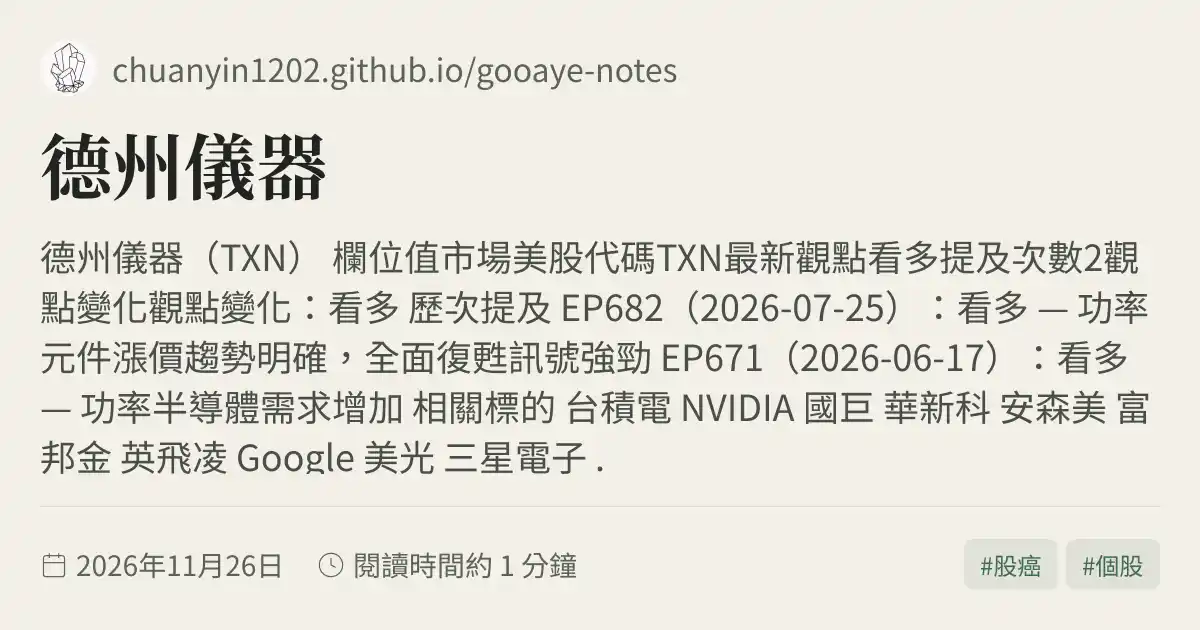 chuanyin1202.github.io/gooaye-notes
德州儀器
德州儀器（TXN） 欄位值市場美股代碼TXN最新觀點看多提及次數2觀
點變化觀點變化：看多 歷次提及 EP682（2026-07-25）：看多 — 功率
元件漲價趨勢明確，全面復甦訊號強勁 EP671（2026-06-17）：看多
— 功率半導體需求增加 相關標的 台積電 NVIDIA 國巨 華新科 安森美 富
邦金 英飛凌 Google 美光 三星電子 .
2026年11月26日 閱讀時間約 1 分鐘 #股癌 #個股